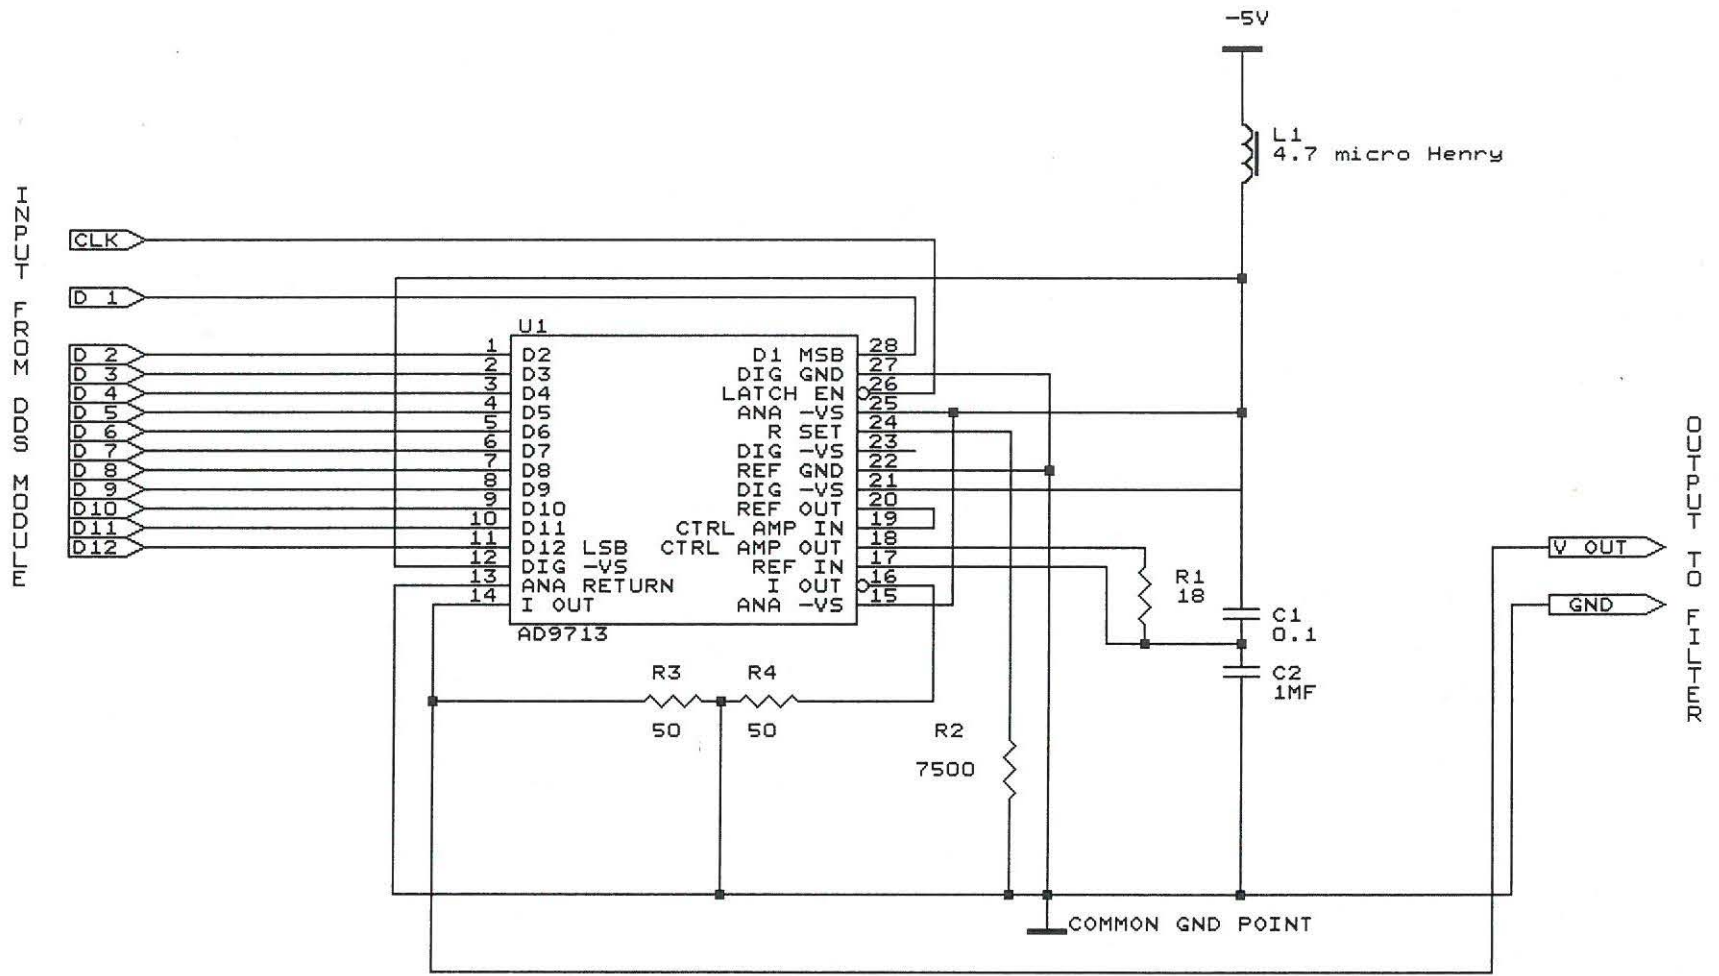 -5V
L1
4.7 micro Henry
INPUT FROM DDS MODULE
CLK
D 1
U1
D 2 1 D2 D1 MSB 28
D 3 2 D3 DIG GND 27
D 4 3 D4 LATCH EN 26
D 5 4 D5 ANA -VS 25
D 6 5 D6 R SET 24
D 7 6 D7 DIG -VS 23
D 8 7 D8 REF GND 22
D 9 8 D9 DIG -VS 21
D10 9 D10 REF OUT 20
D11 10 D11 CTRL AMP IN 19
D12 11 D12 LSB CTRL AMP OUT 18
12 DIG -VS REF IN 17
13 ANA RETURN I OUT 16
14 I OUT ANA -VS 15
AD9713
R1
18
C1
0.1
C2
1MF
R3 R4
50 50
R2
7500
V OUT
GND
OUTPUT TO FILTER
COMMON GND POINT